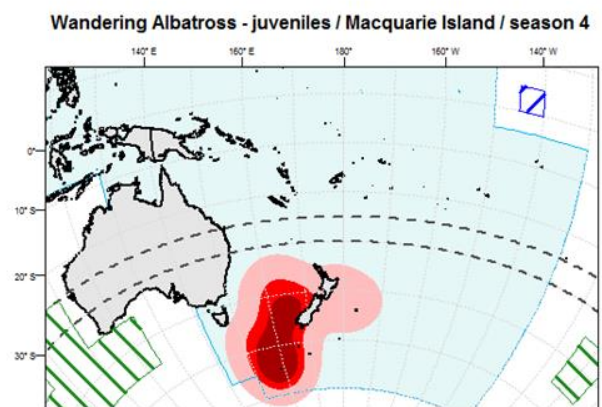 Wandering Albatross - juveniles / Macquarie Island / season 4
140° E 160° E 180° 160° W 140° W
0°
10° S
20° S
30° S